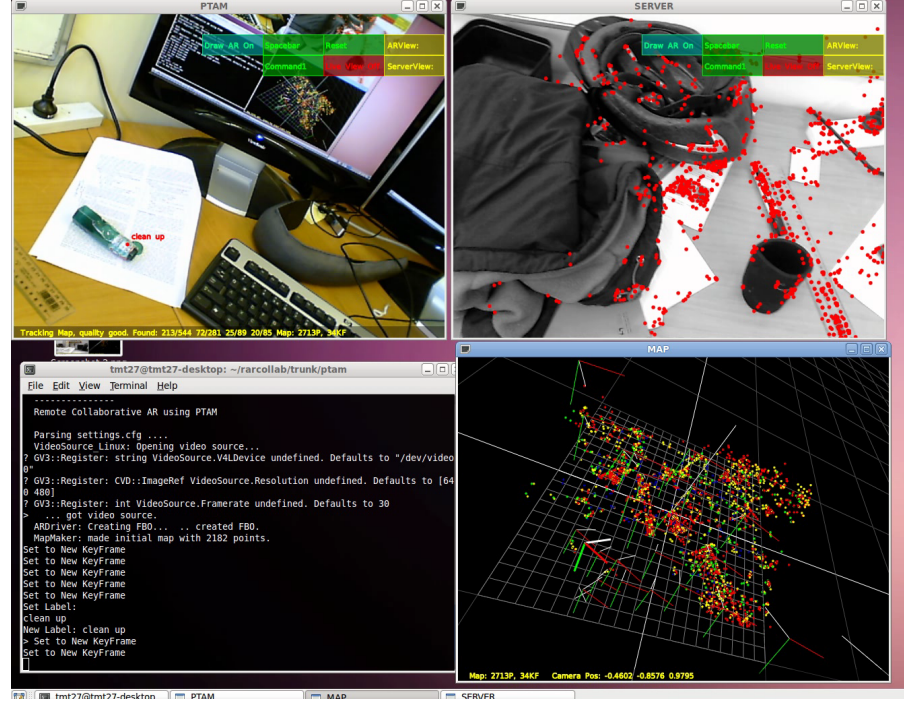 PTAM
Draw AR On Spacebar Reset ARView:
Command1 ServerView:
clean up
Tracking Map, quality good. Found: 213/544 72/281 25/89 20/85 Map: 2713P, 34KF
SERVER
Draw AR On Spacebar Reset ARView:
Command1 ServerView:
tmt27@tmt27-desktop: ~/rarcollab/trunk/ptam
File Edit View Terminal Help
---------------
Remote Collaborative AR using PTAM
Parsing settings.cfg ....
VideoSource_Linux: Opening video source...
? GV3::Register: string VideoSource.V4LDevice undefined. Defaults to "/dev/video
0"
? GV3::Register: CVD::ImageRef VideoSource.Resolution undefined. Defaults to [64
0 480]
? GV3::Register: int VideoSource.Framerate undefined. Defaults to 30
> ... got video source.
ARDriver: Creating FBO... .. created FBO.
MapMaker: made initial map with 2182 points.
Set to New KeyFrame
Set to New KeyFrame
Set to New KeyFrame
Set to New KeyFrame
Set to New KeyFrame
Set Label:
clean up
New Label: clean up
> Set to New KeyFrame
Set to New KeyFrame
MAP
Map: 2713P, 34KF Camera Pos: -0.4602 -0.8576 0.9795
tmt27@tmt27-desktop
PTAM
MAP
SERVER